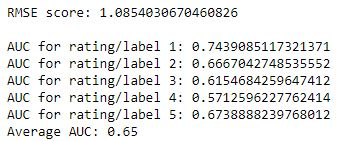 RMSE score: 1.0854030670460826
AUC for rating/label 1: 0.7439085117321371
AUC for rating/label 2: 0.6667042748535552
AUC for rating/label 3: 0.6154684259647412
AUC for rating/label 4: 0.5712596227762414
AUC for rating/label 5: 0.6738888239768012
Average AUC: 0.65